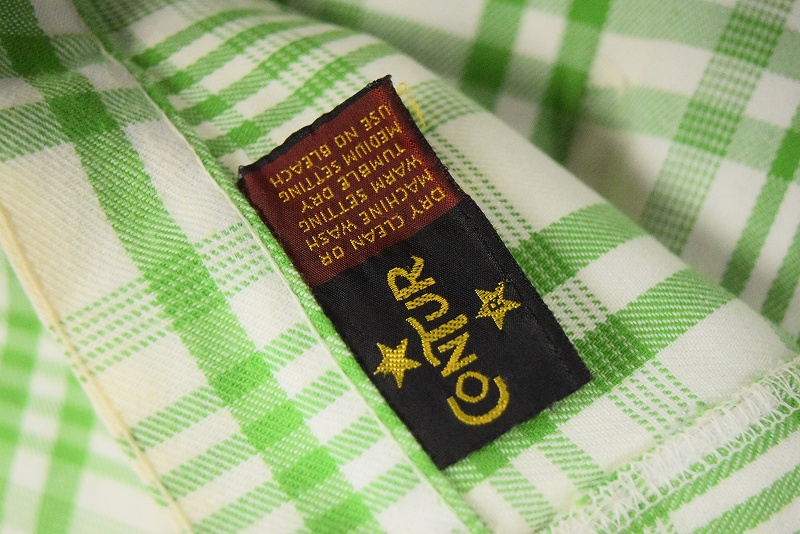 CONTUR
DRY CLEAN OR
MACHINE WASH
WARM SETTING
TUMBLE DRY
MEDIUM SETTING
USE NO BLEACH